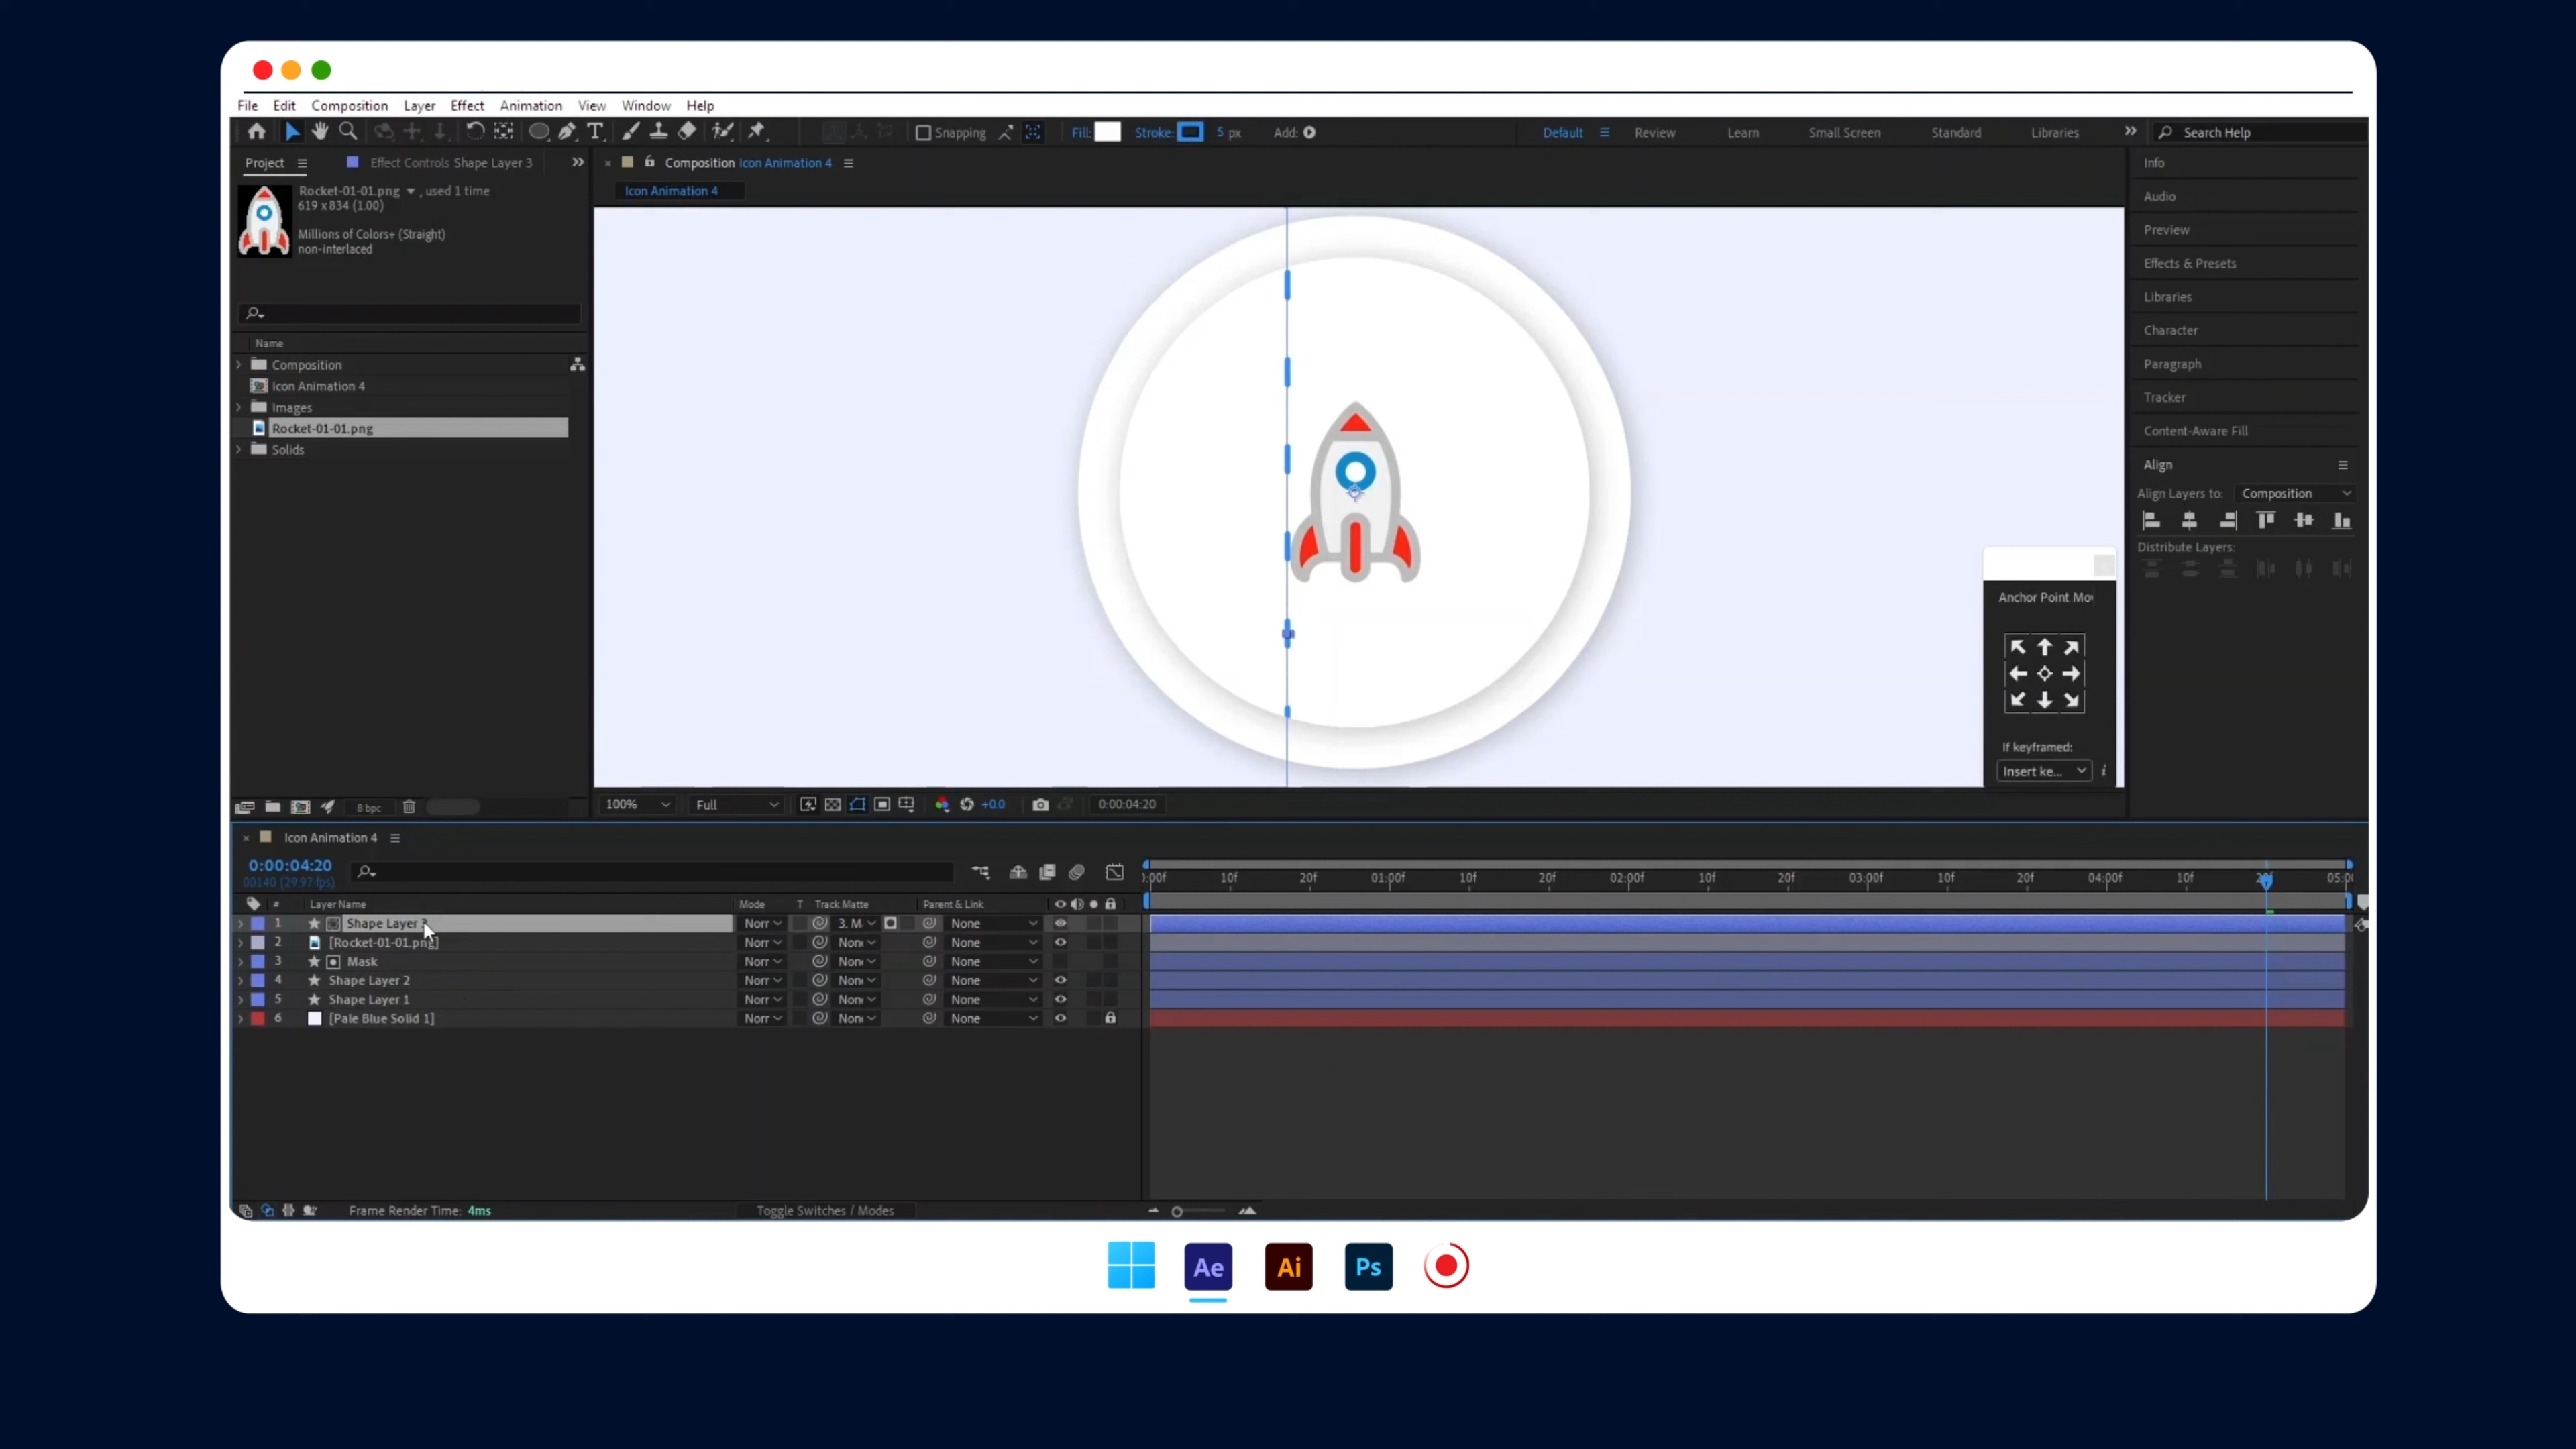 File Edit Composition Layer Effect Animation View Window Help
Snapping Fill: Stroke: 5 px Add: Default Review Learn Small Screen Standard Libraries Search Help
Project Effect Controls Shape Layer 3 Composition Icon Animation 4
Icon Animation 4
Rocket-01-01.png , used 1 time
619 x 834 (1.00)
Millions of Colors+ (Straight)
non-interlaced
Name
Composition
Icon Animation 4
Images
Rocket-01-01.png
Solids
8 bpc
Info
Audio
Preview
Effects & Presets
Libraries
Character
Paragraph
Tracker
Content-Aware Fill
Align
Align Layers to: Composition
Distribute Layers:
Anchor Point Mov
If keyframed:
Insert ke...
100% Full +0.0 0:00:04:20
Icon Animation 4
0:00:04:20
00140 (29.97 fps)
):00f 10f 20f 01:00f 10f 20f 02:00f 10f 20f 03:00f 10f 20f 04:00f 10f 05:0
# Layer Name Mode T Track Matte Parent & Link
1 Shape Layer 3 Norr 3. M. None
2 [Rocket-01-01.png] Norr None None
3 Mask Norr None None
4 Shape Layer 2 Norr None None
5 Shape Layer 1 Norr None None
6 [Pale Blue Solid 1] Norr None None
Frame Render Time: 4ms Toggle Switches / Modes
Ae Ai Ps